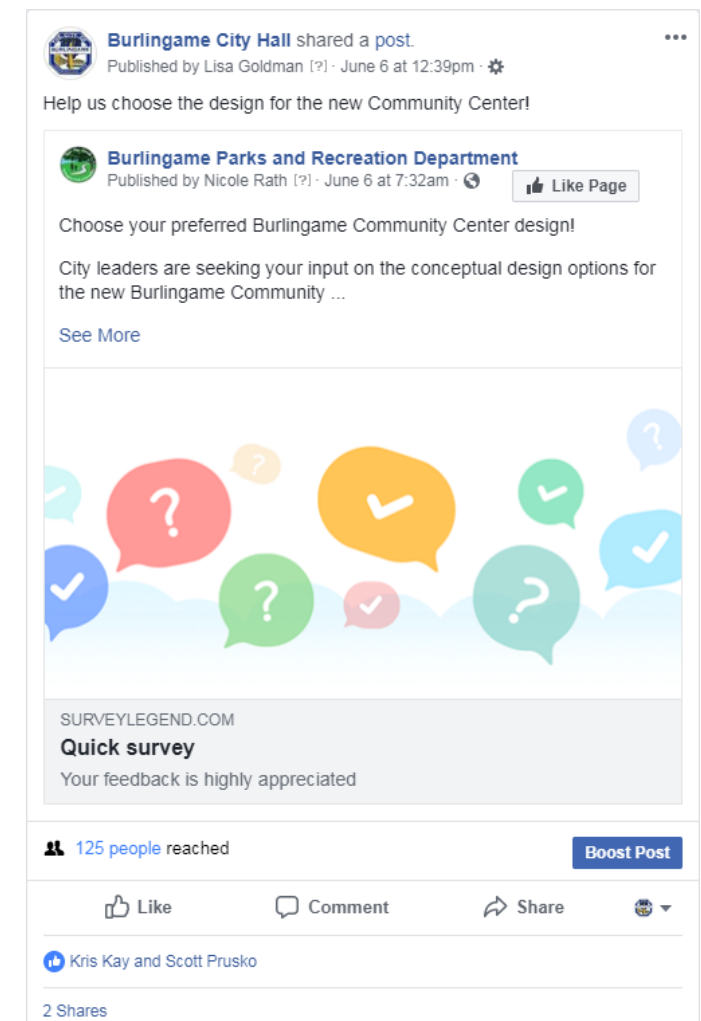 Burlingame City Hall shared a post.
Published by Lisa Goldman [?] · June 6 at 12:39pm ·
Help us choose the design for the new Community Center!
Burlingame Parks and Recreation Department
Published by Nicole Rath [?] · June 6 at 7:32am ·
Like Page
Choose your preferred Burlingame Community Center design!
City leaders are seeking your input on the conceptual design options for
the new Burlingame Community ...
See More
SURVEYLEGEND.COM
Quick survey
Your feedback is highly appreciated
125 people reached
Boost Post
Like Comment Share
Kris Kay and Scott Prusko
2 Shares